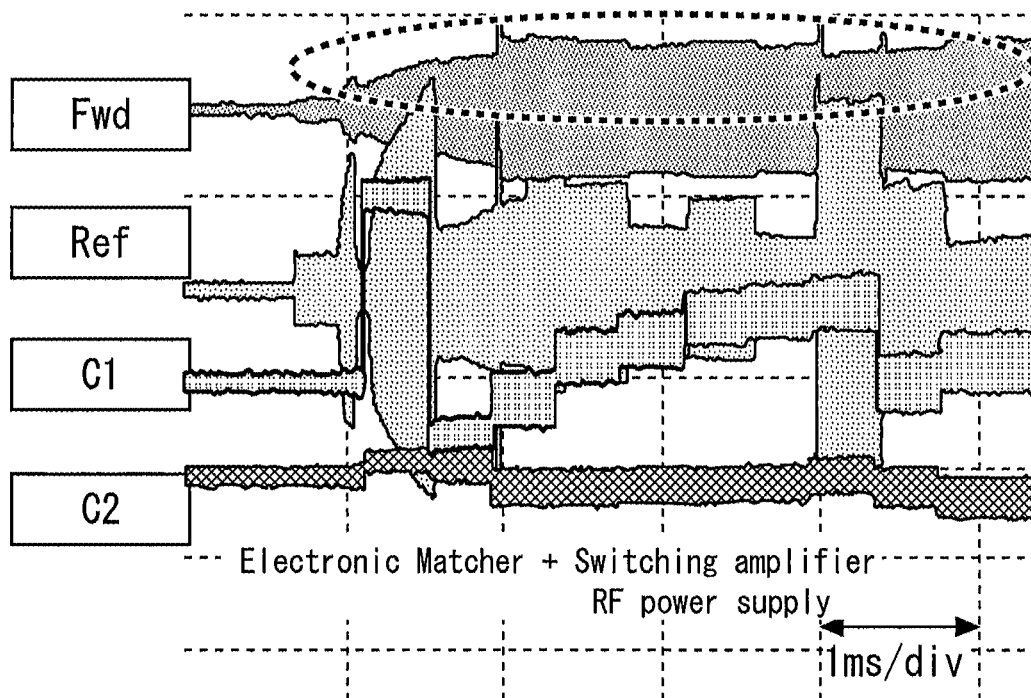 Fwd
Ref
C1
C2
Electronic Matcher + Switching amplifier
RF power supply
1ms/div